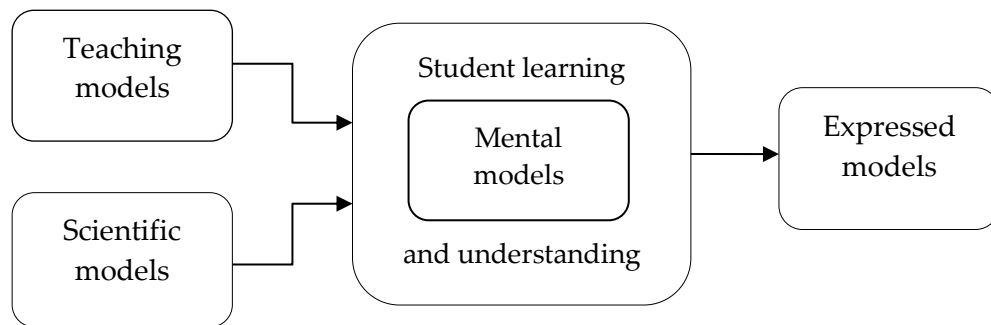 Teaching
models
Scientific
models
Student learning
Mental
models
and understanding
Expressed
models